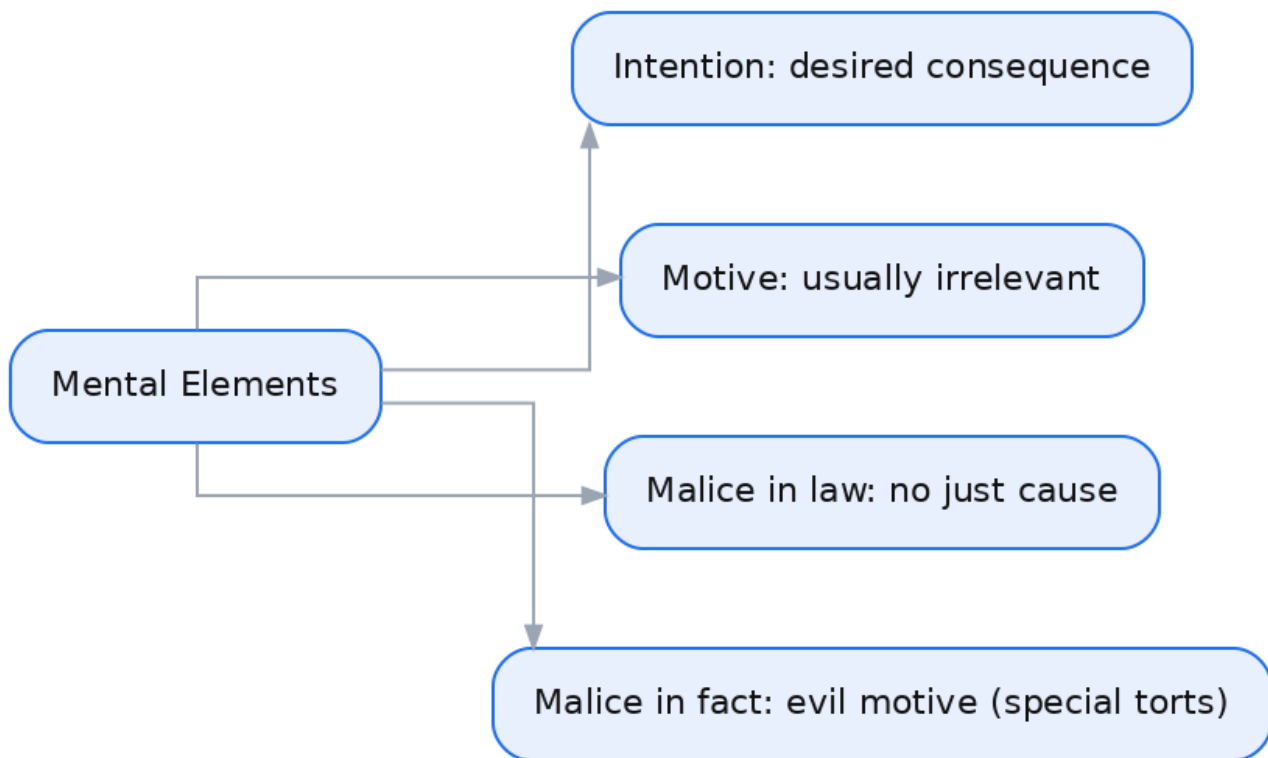 Intention: desired consequence
Motive: usually irrelevant
Mental Elements
Malice in law: no just cause
Malice in fact: evil motive (special torts)